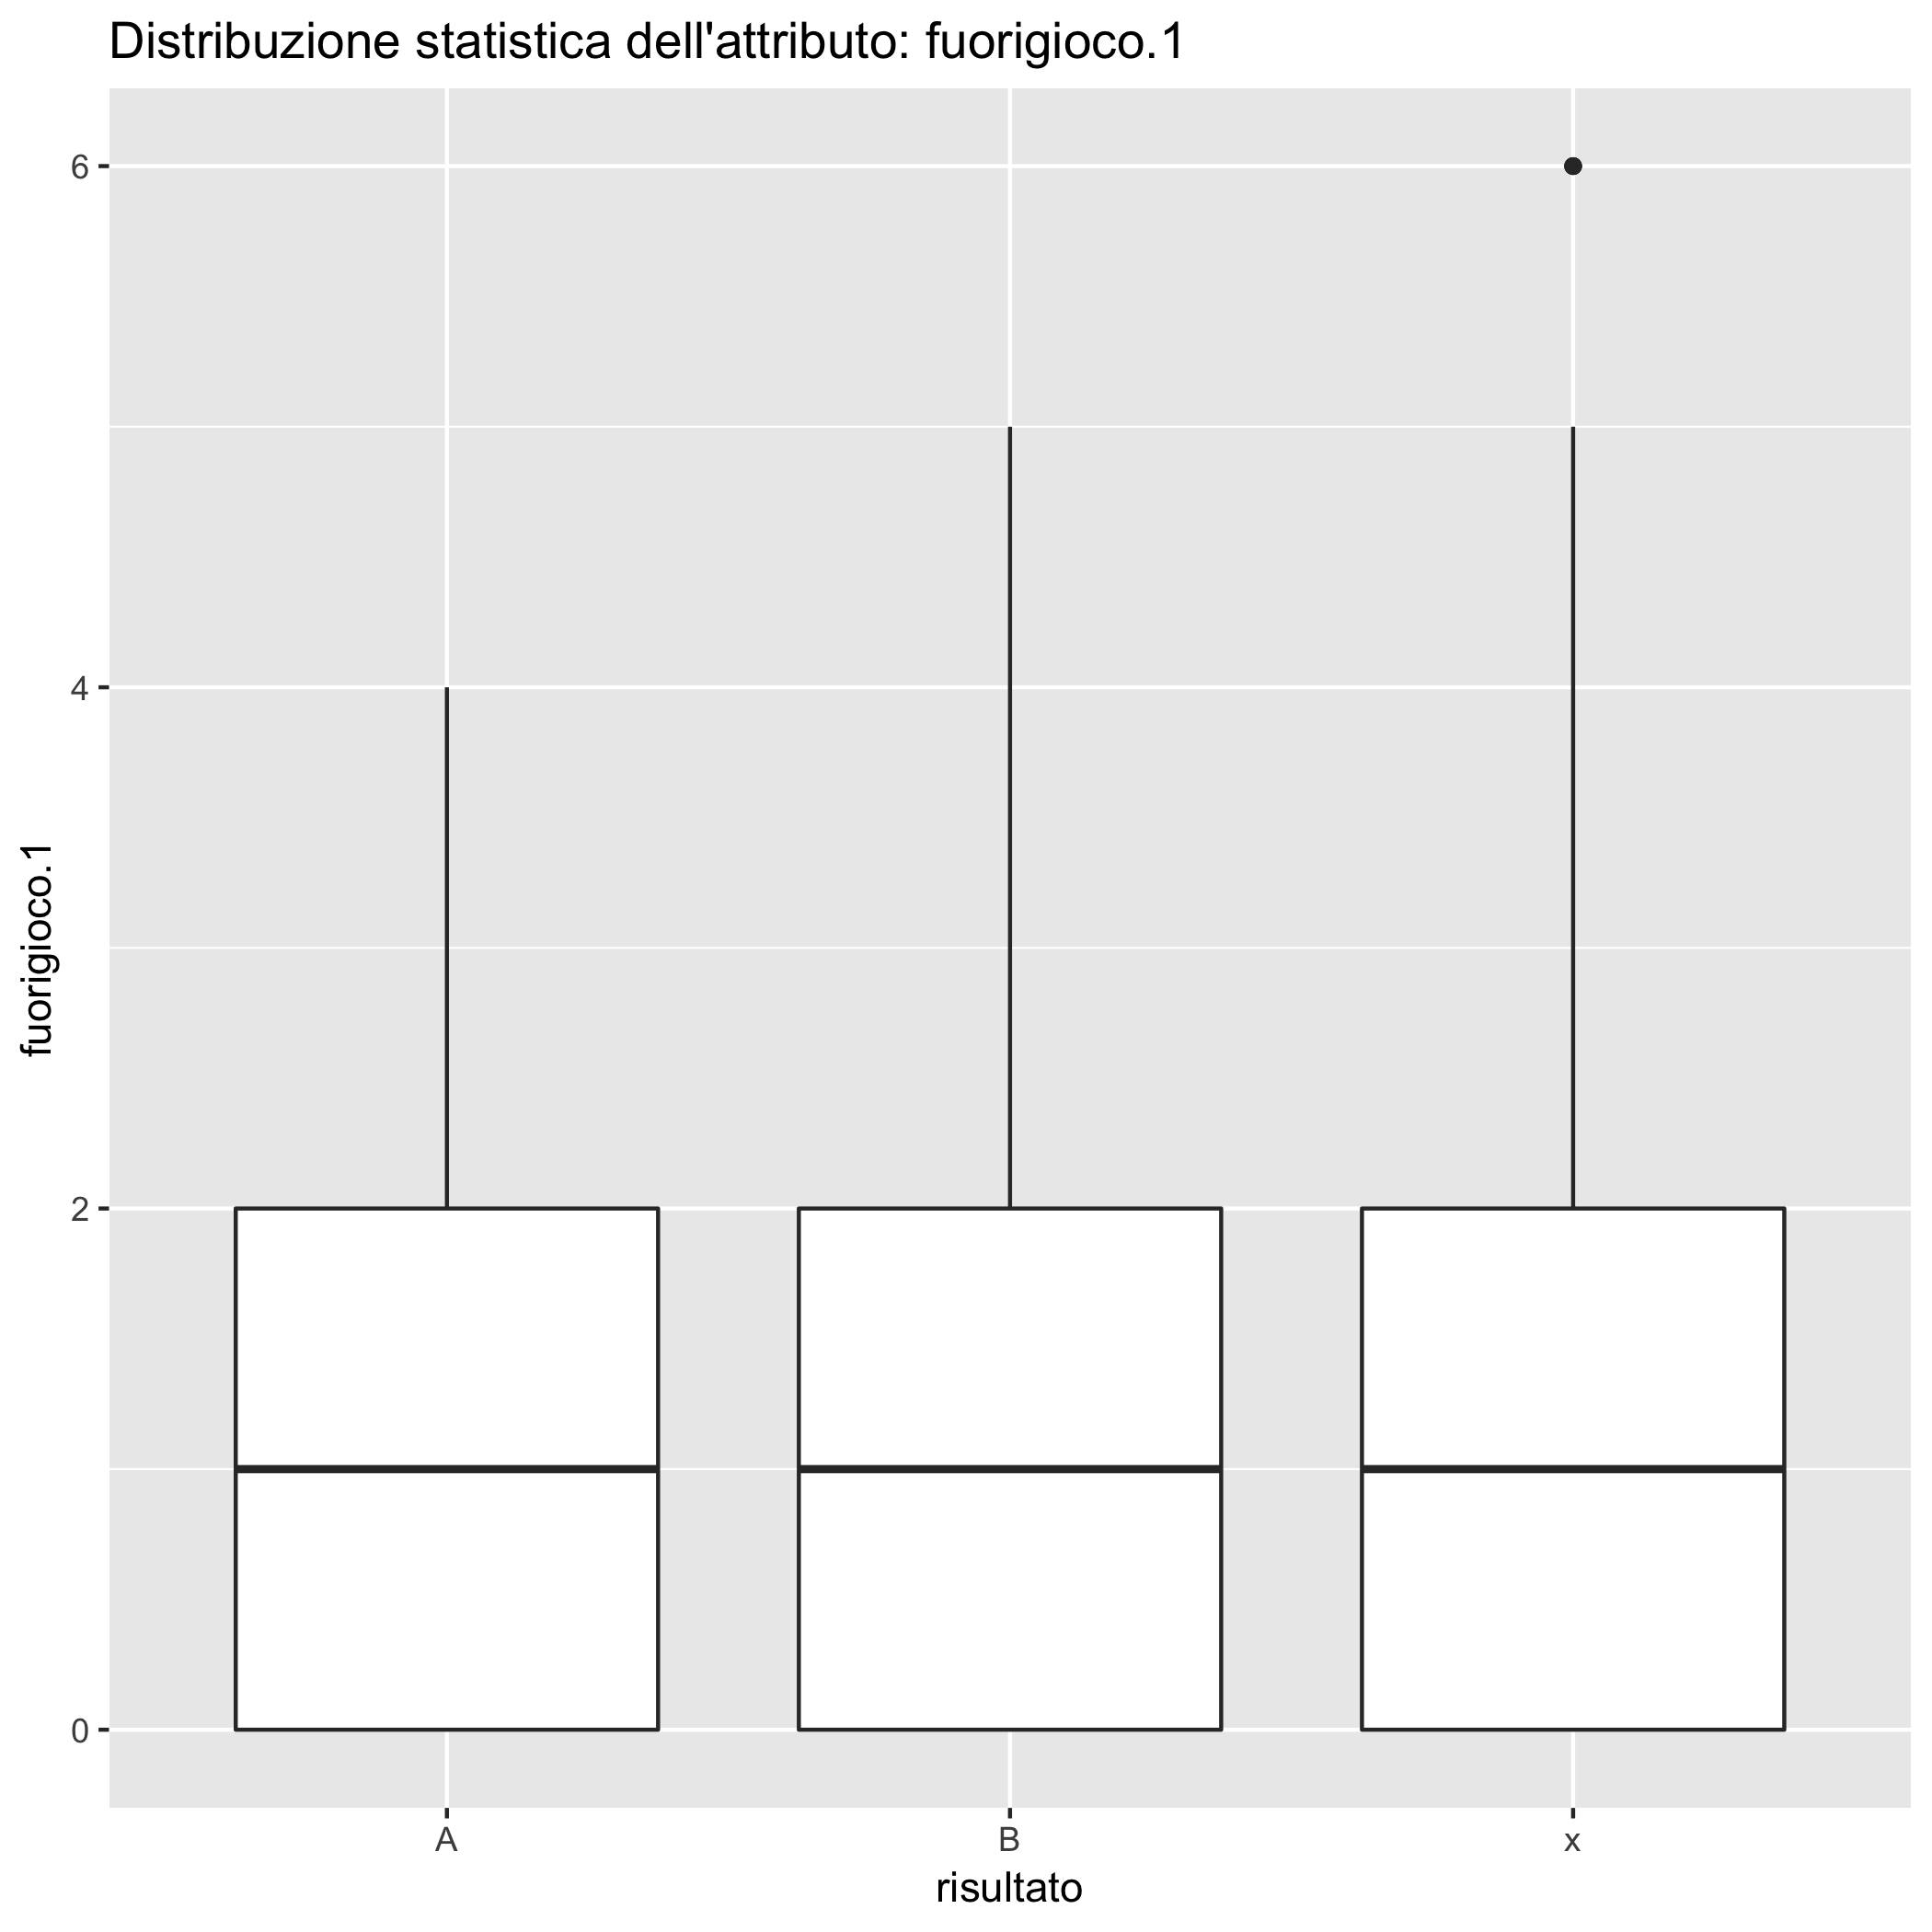 Distribuzione statistica dell'attributo: fuorigioco.1
fuorigioco.1
6
4
2
0
A
B
x
risultato